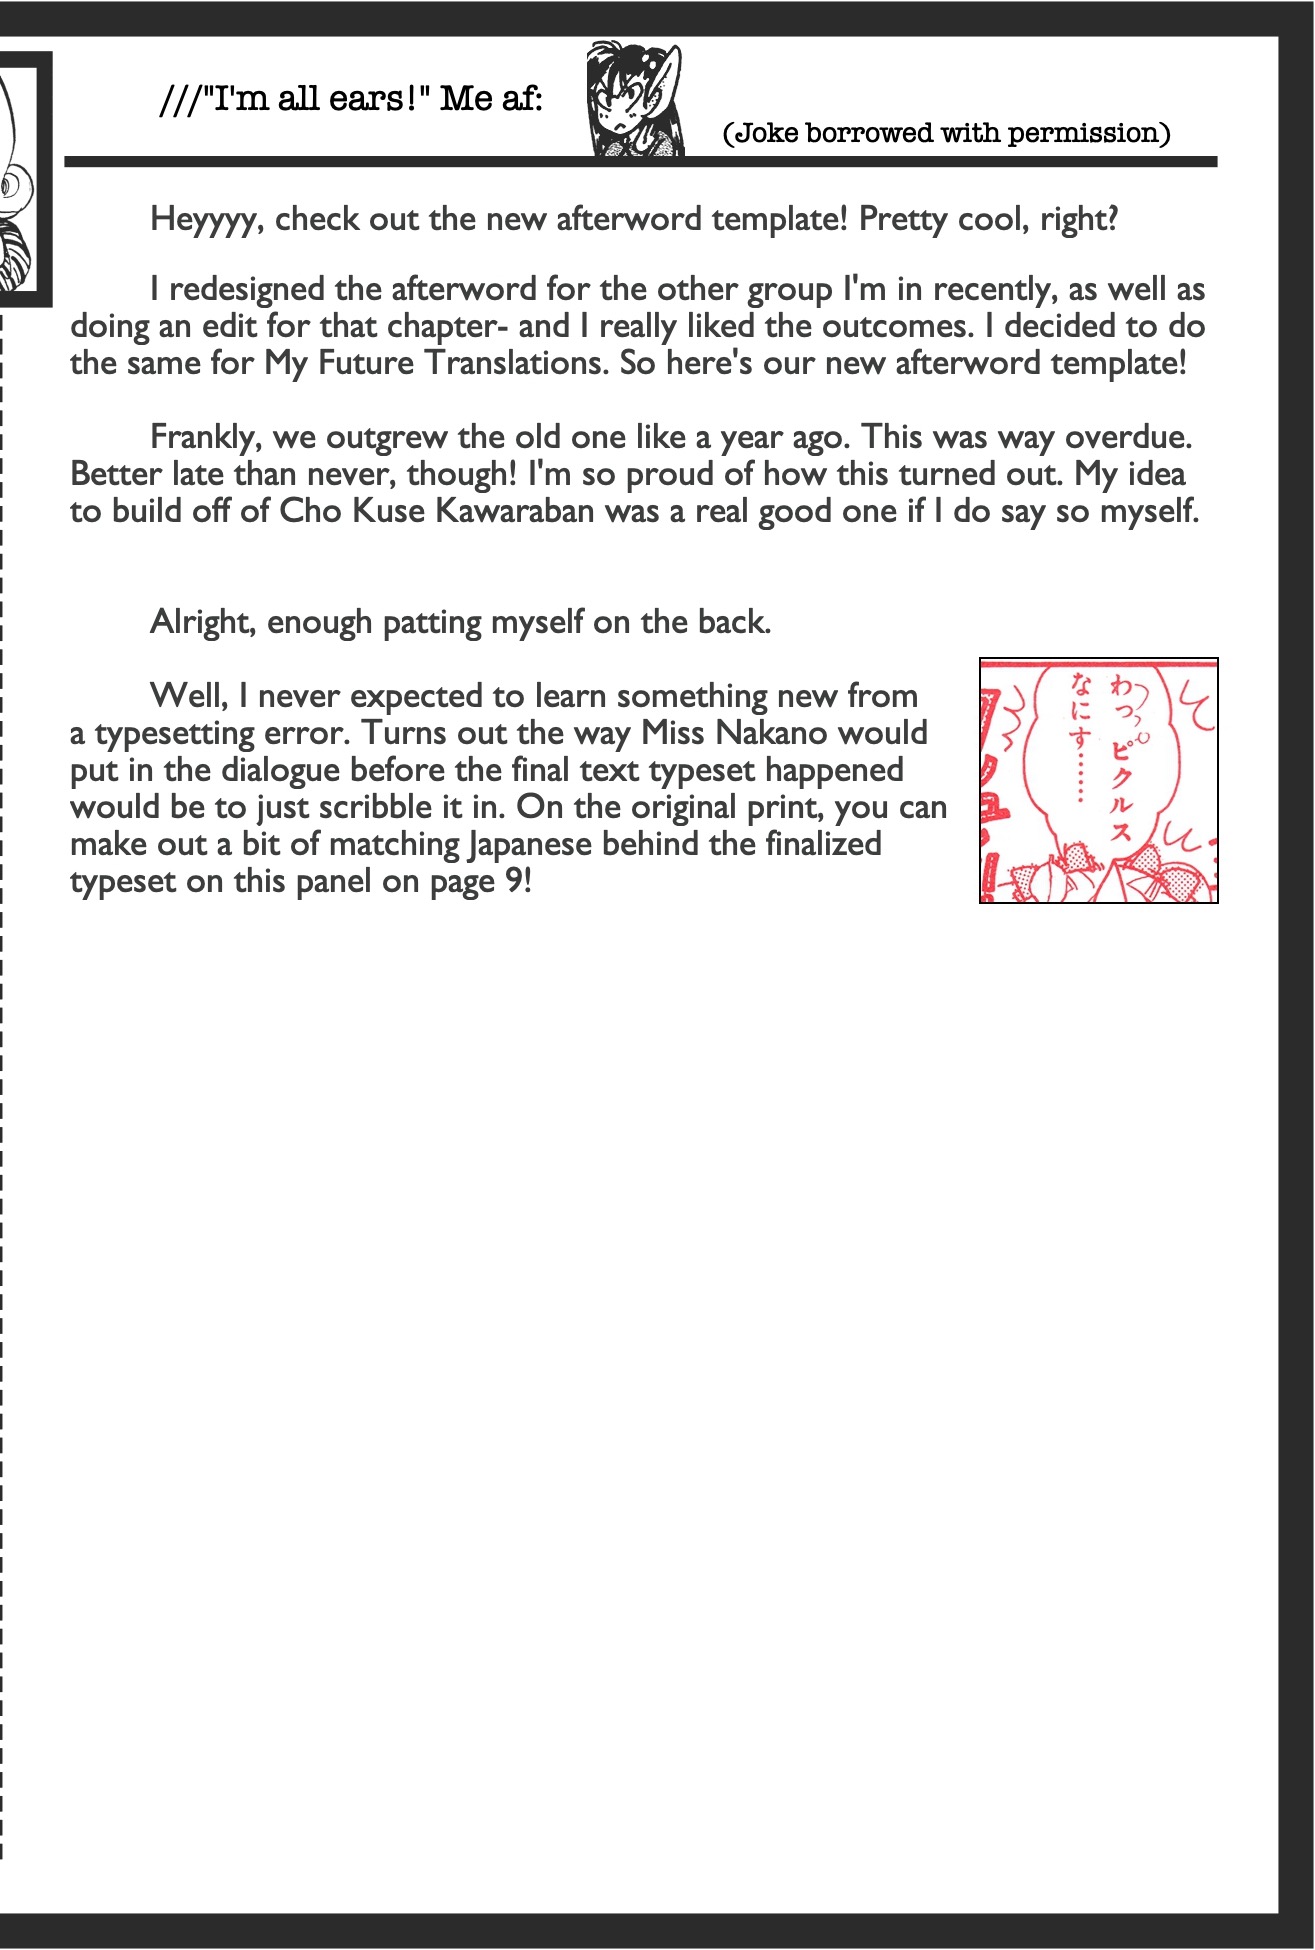 ///"I'm all ears!" Me af:
(Joke borrowed with permission)
Heyyyy, check out the new afterword template! Pretty cool, right?
I redesigned the afterword for the other group I'm in recently, as well as
doing an edit for that chapter- and I really liked the outcomes. I decided to do
the same for My Future Translations. So here's our new afterword template!
Frankly, we outgrew the old one like a year ago. This was way overdue.
Better late than never, though! I'm so proud of how this turned out. My idea
to build off of Cho Kuse Kawaraban was a real good one if I do say so myself.
Alright, enough patting myself on the back.
Well, I never expected to learn something new from
a typesetting error. Turns out the way Miss Nakano would
put in the dialogue before the final text typeset happened
would be to just scribble it in. On the original print, you can
make out a bit of matching Japanese behind the finalized
typeset on this panel on page 9!
わっ ピクルス
なにす……